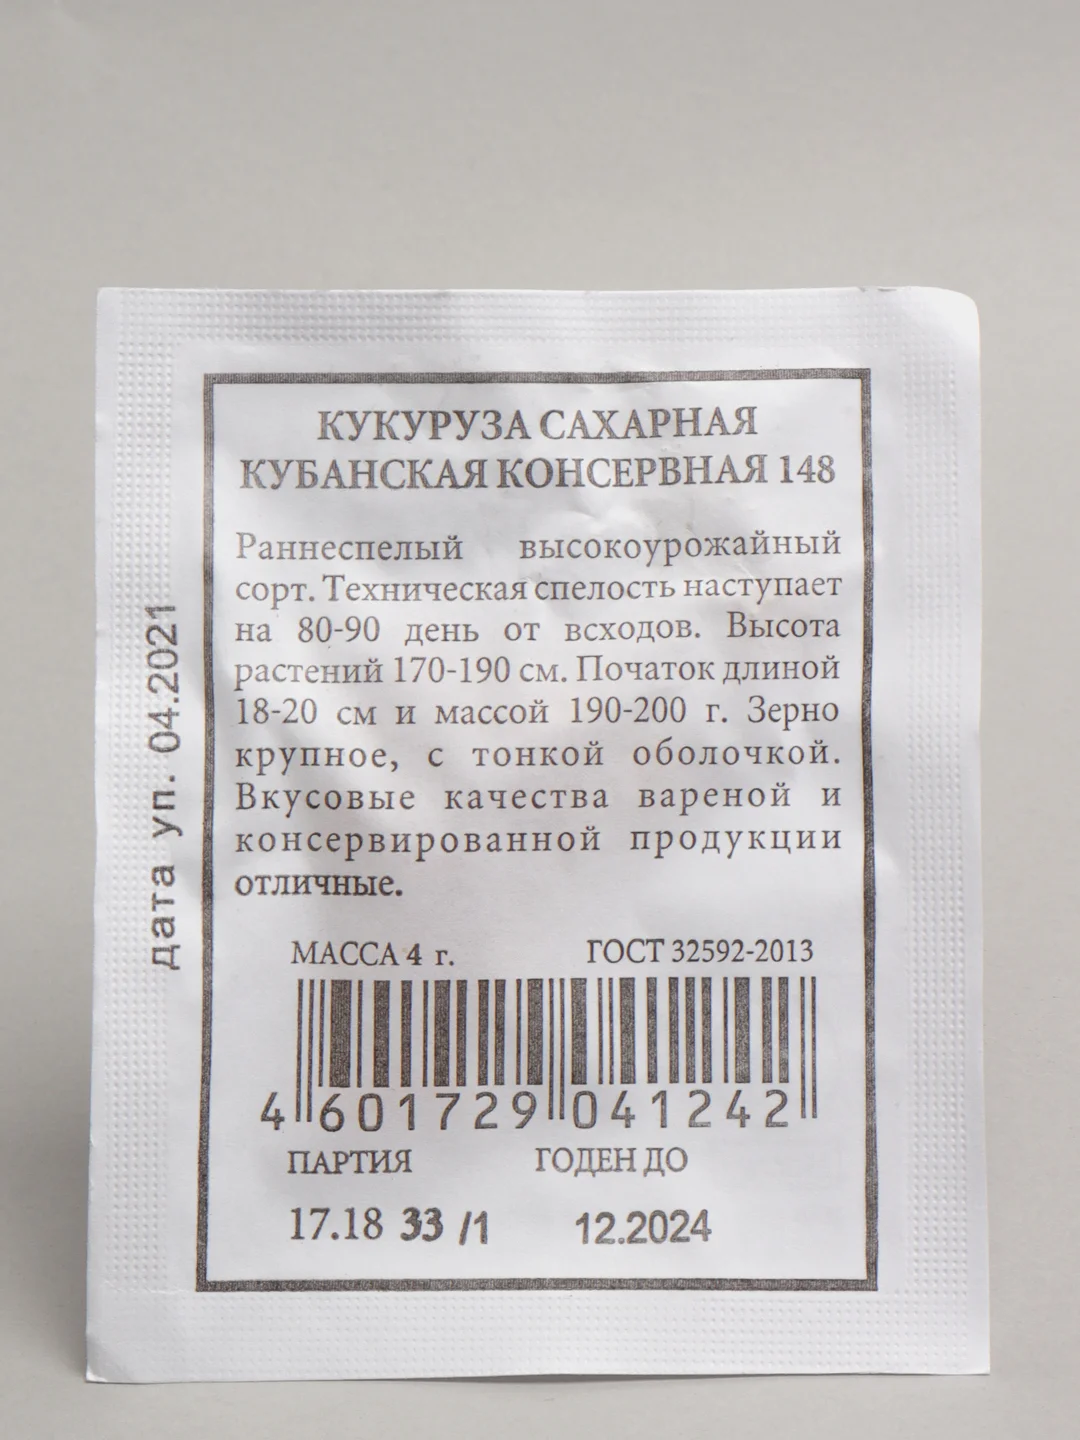 КУКУРУЗА САХАРНАЯ
КУБАНСКАЯ КОНСЕРВНАЯ 148
Раннеспелый высокоурожайный
сорт. Техническая спелость наступает
на 80-90 день от всходов. Высота
растений 170-190 см. Початок длиной
18-20 см и массой 190-200 г. Зерно
крупное, с тонкой оболочкой.
Вкусовые качества вареной и
консервированной продукции
отличные.
МАССА 4 г. ГОСТ 32592-2013
4 601729 041242
ПАРТИЯ ГОДЕН ДО
17.18 33 /1 12.2024
дата уп. 04.2021